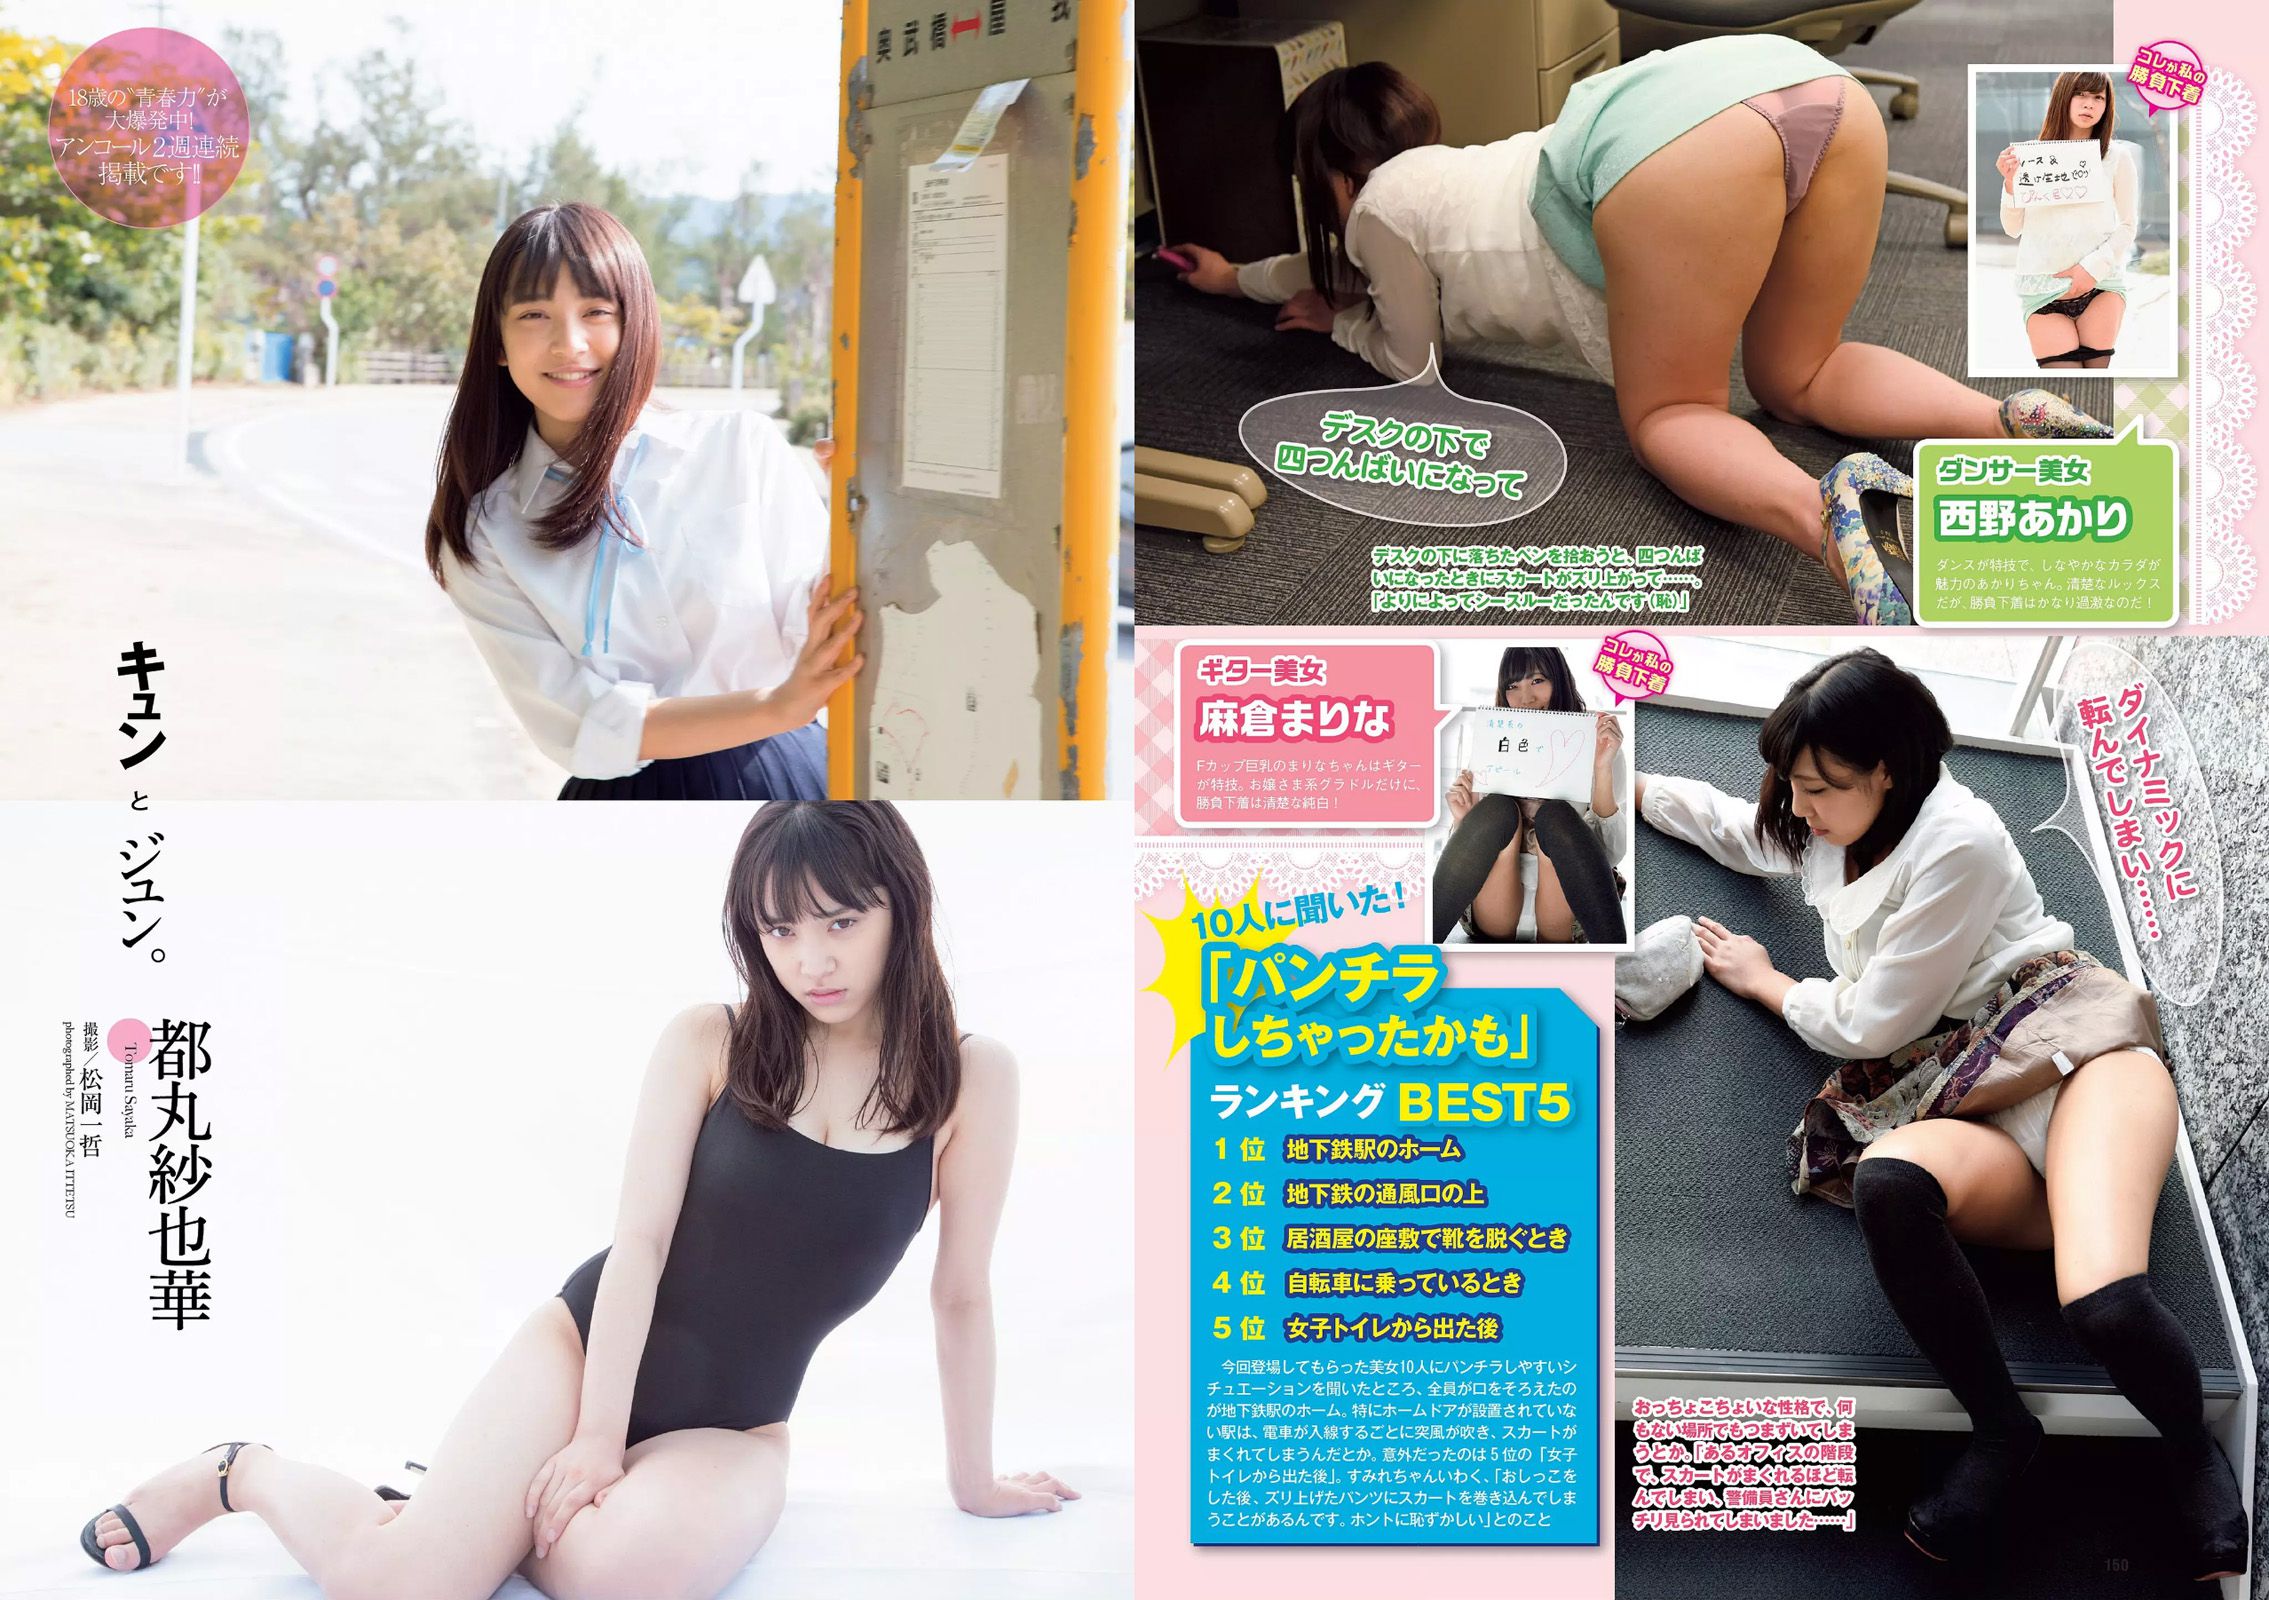 18歳の"青春力"が
大爆発中!
アンコール2週連続
掲載です!!
奥武橋
キュンとジュン。
都丸紗也華
Tomaru Sayaka
撮影／松岡一哲
photographed by MATSUOKA ITTETSU
コレが私の
勝負下着
デスクの下で
四つんばいになって
デスクの下に落ちたペンを拾おうと、四つんば
いになったときにスカートがズリ上がって……。
「よりによってシースルーだったんです(恥)」
ダンサー美女
西野あかり
ダンスが特技で、しなやかなカラダが
魅力のあかりちゃん。清楚なルックス
だが、勝負下着はかなり過激なのだ!
ギター美女
麻倉まりな
Fカップ巨乳のまりなちゃんはギター
が特技。お嬢さま系グラドルだけに、
勝負下着は清楚な純白!
コレが私の
勝負下着
白色で
アピール
ダイナミックに
転んでしまい……
10人に聞いた!
「パンチラ
しちゃったかも」
ランキング BEST5
1位 地下鉄駅のホーム
2位 地下鉄の通風口の上
3位 居酒屋の座敷で靴を脱ぐとき
4位 自転車に乗っているとき
5位 女子トイレから出た後
今回登場してもらった美女10人にパンチラしやすいシ
チュエーションを聞いたところ、全員が口をそろえたの
が地下鉄駅のホーム。特にホームドアが設置されていな
い駅は、電車が入線するごとに突風が吹き、スカートが
まくれてしまうんだとか。意外だったのは5位の「女子
トイレから出た後」。すみれちゃんいわく、「おしっこを
した後、ズリ上げたパンツにスカートを巻き込んでしま
うことがあるんです。ホントに恥ずかしい」とのこと
おっちょこちょいな性格で、何
もない場所でもつまずいてしま
うとか。「あるオフィスの階段
で、スカートがまくれるほど転
んでしまい、警備員さんにバッ
チリ見られてしまいました……」
150